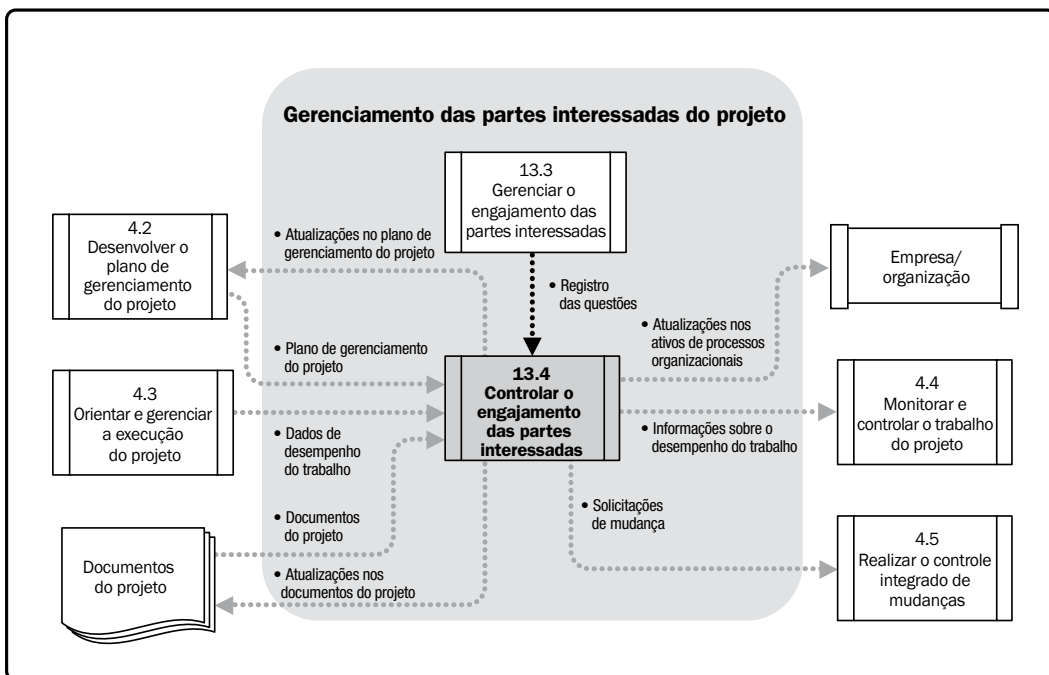 Gerenciamento das partes interessadas do projeto
13.3
Gerenciar o
engajamento das
partes interessadas
4.2
Desenvolver o
plano de
gerenciamento
do projeto
• Atualizações no plano de
gerenciamento do projeto
Empresa/
organização
• Registro
das questões
• Atualizações nos
ativos de processos
organizacionais
• Plano de gerenciamento
do projeto
13.4
Controlar o
engajamento
das partes
interessadas
4.3
Orientar e gerenciar
a execução
do projeto
4.4
Monitorar e
controlar o trabalho
do projeto
• Dados de
desempenho
do trabalho
• Informações sobre o
desempenho do trabalho
• Solicitações
de mudança
• Documentos
do projeto
Documentos
do projeto
• Atualizações nos
documentos do projeto
4.5
Realizar o controle
integrado de
mudanças